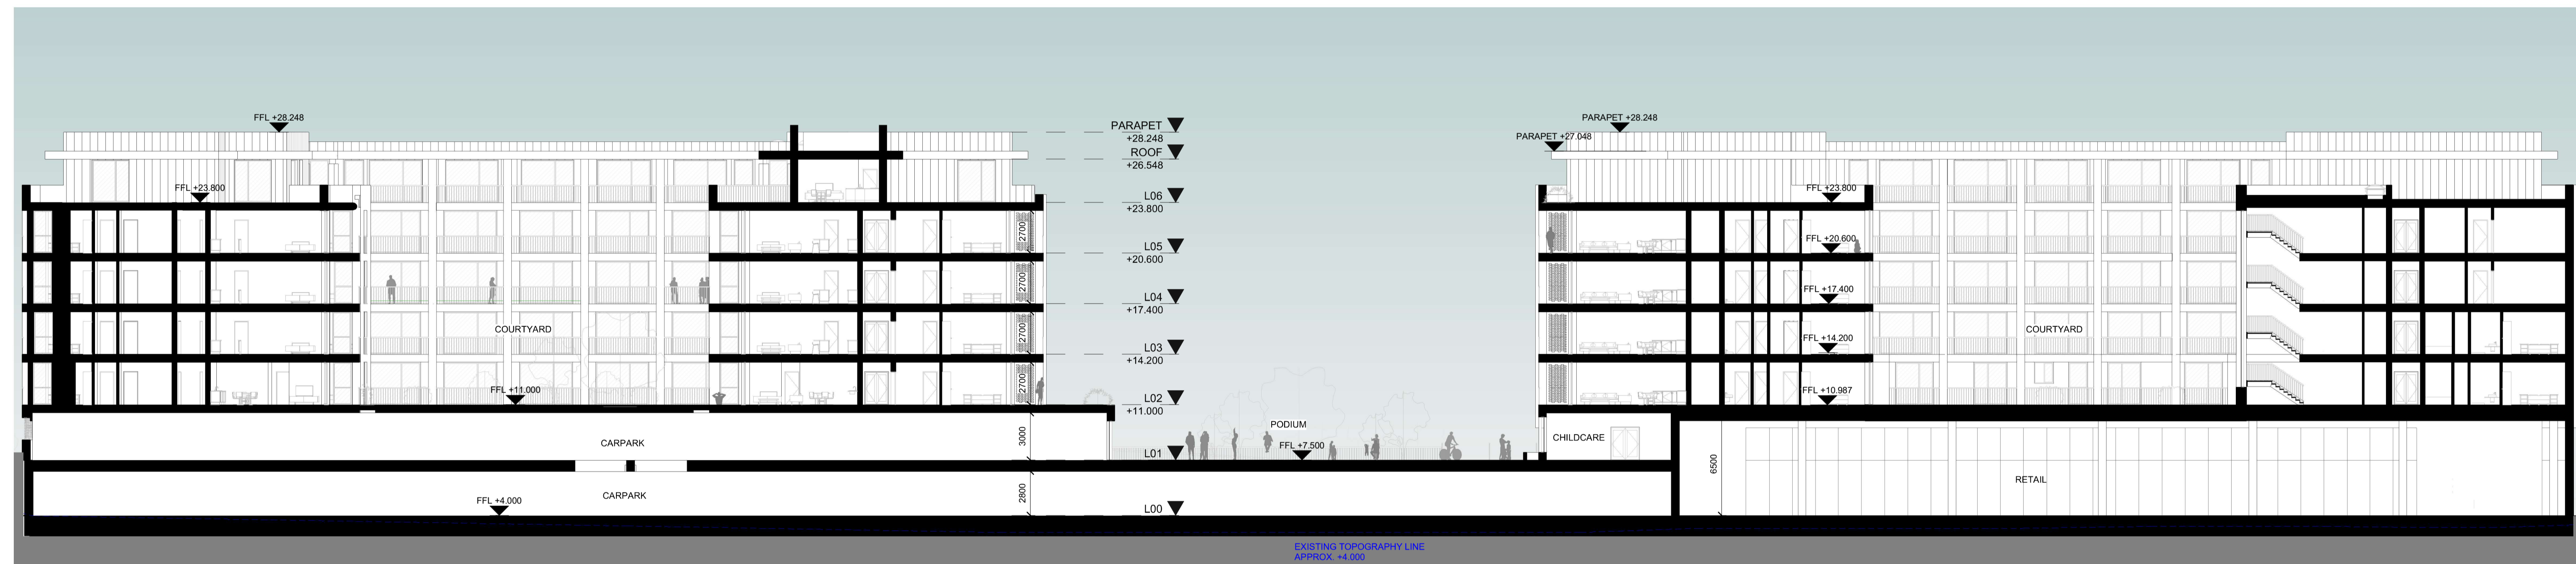 FFL +28.248
PARAPET
+28.248
PARAPET +28.248
PARAPET +27.048
ROOF
+26.548
FFL +23.800
L06
+23.800
FFL +23.800
2700
L05
+20.600
FFL +20.600
2700
L04
+17.400
FFL +17.400
COURTYARD
2700
L03
+14.200
FFL +14.200
COURTYARD
FFL +11.000
2700
L02
+11.000
FFL +10.987
CARPARK
3000
PODIUM
FFL +7.500
L01
CHILDCARE
6500
RETAIL
CARPARK
FFL +4.000
2800
L00
EXISTING TOPOGRAPHY LINE
APPROX. +4.000